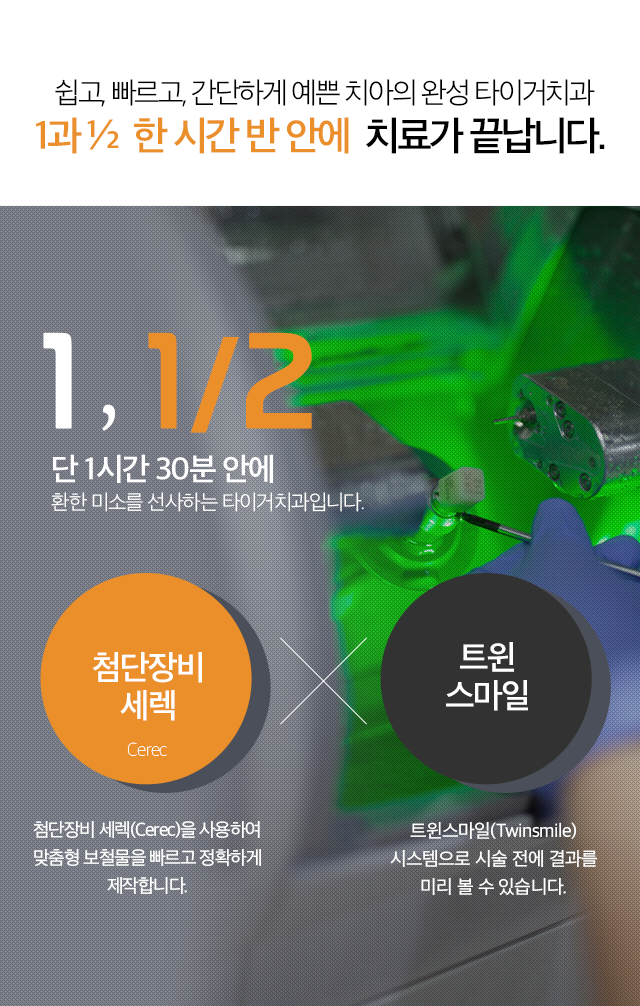 쉽고, 빠르고, 간단하게 예쁜 치아의 완성 타이거치과
1과 ½ 한 시간 반 안에 치료가 끝납니다.
1, 1/2
단 1시간 30분 안에
환한 미소를 선사하는 타이거치과입니다.
첨단장비
세렉
Cerec
트윈
스마일
첨단장비 세렉(Cerec)을 사용하여
맞춤형 보철물을 빠르고 정확하게
제작합니다.
트윈스마일(Twinsmile)
시스템으로 시술 전에 결과를
미리 볼 수 있습니다.